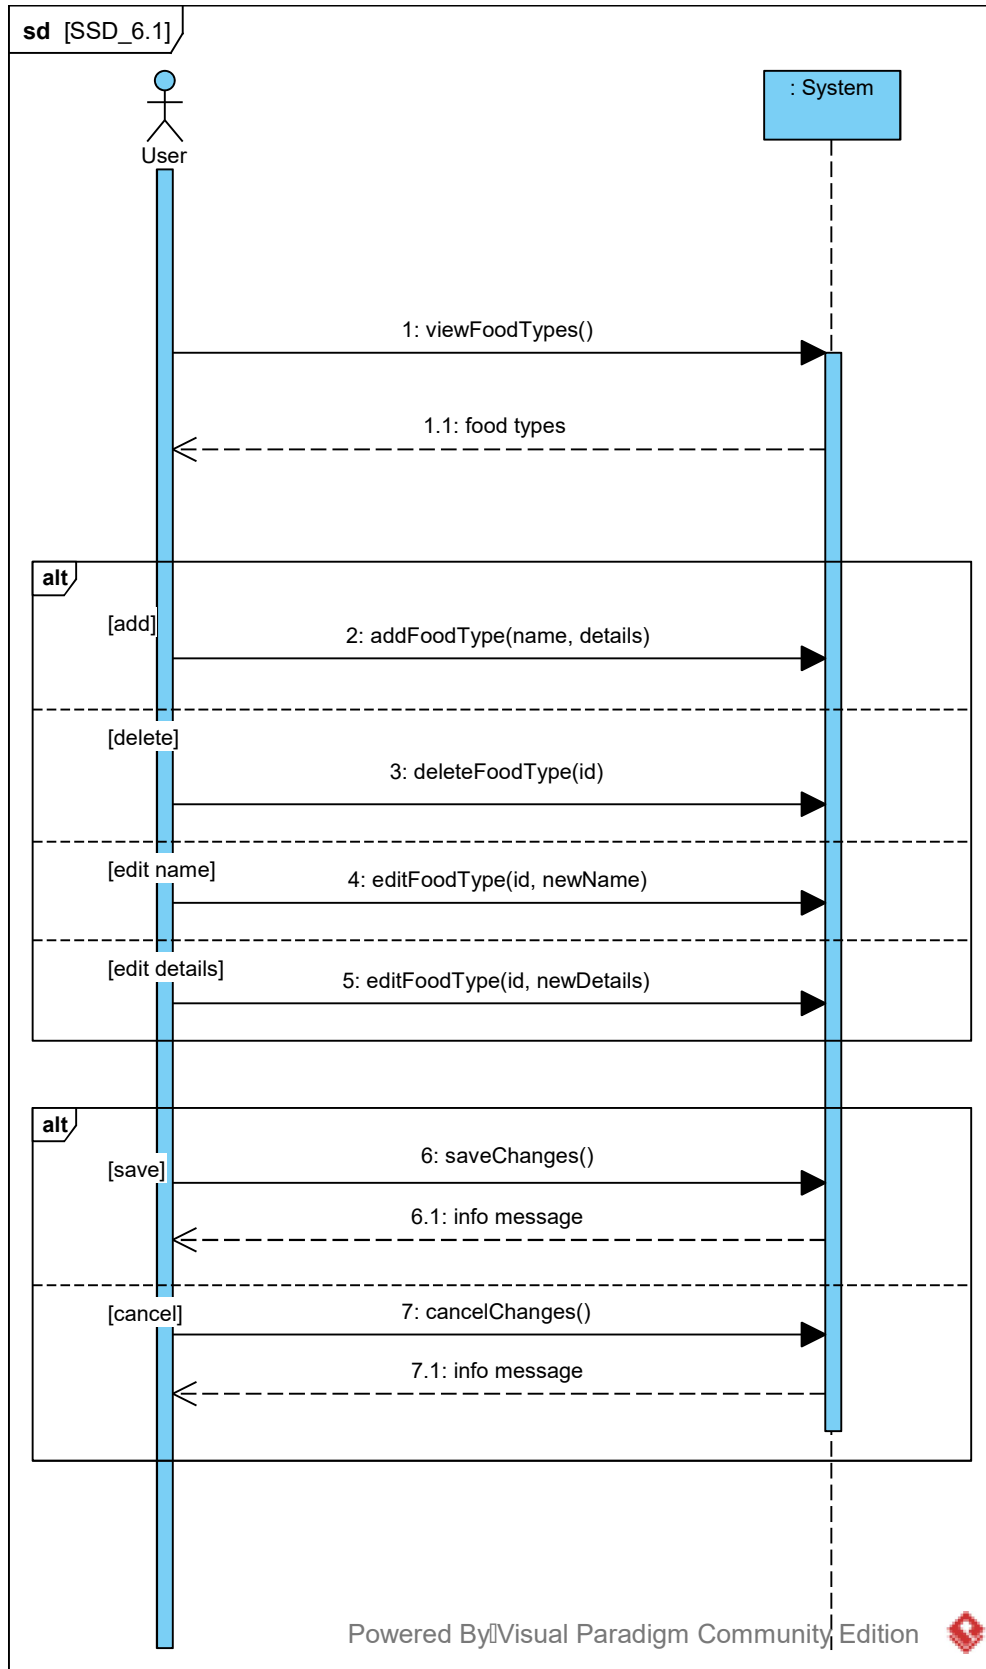 sd [SSD_6.1]
: System
User
1: viewFoodTypes()
1.1: food types
alt
[add]
2: addFoodType(name, details)
[delete]
3: deleteFoodType(id)
[edit name]
4: editFoodType(id, newName)
[edit details]
5: editFoodType(id, newDetails)
alt
[save]
6: saveChanges()
6.1: info message
[cancel]
7: cancelChanges()
7.1: info message
Powered By Visual Paradigm Community Edition